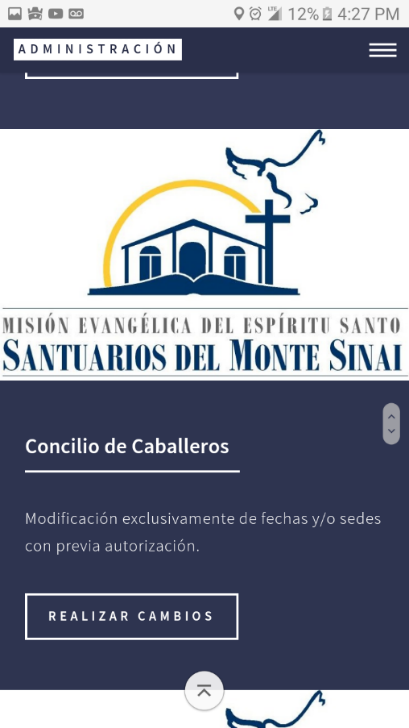 12% 4:27 PM
ADMINISTRACIÓN
MISIÓN EVANGÉLICA DEL ESPÍRITU SANTO
SANTUARIOS DEL MONTE SINAI
Concilio de Caballeros
Modificación exclusivamente de fechas y/o sedes
con previa autorización.
REALIZAR CAMBIOS